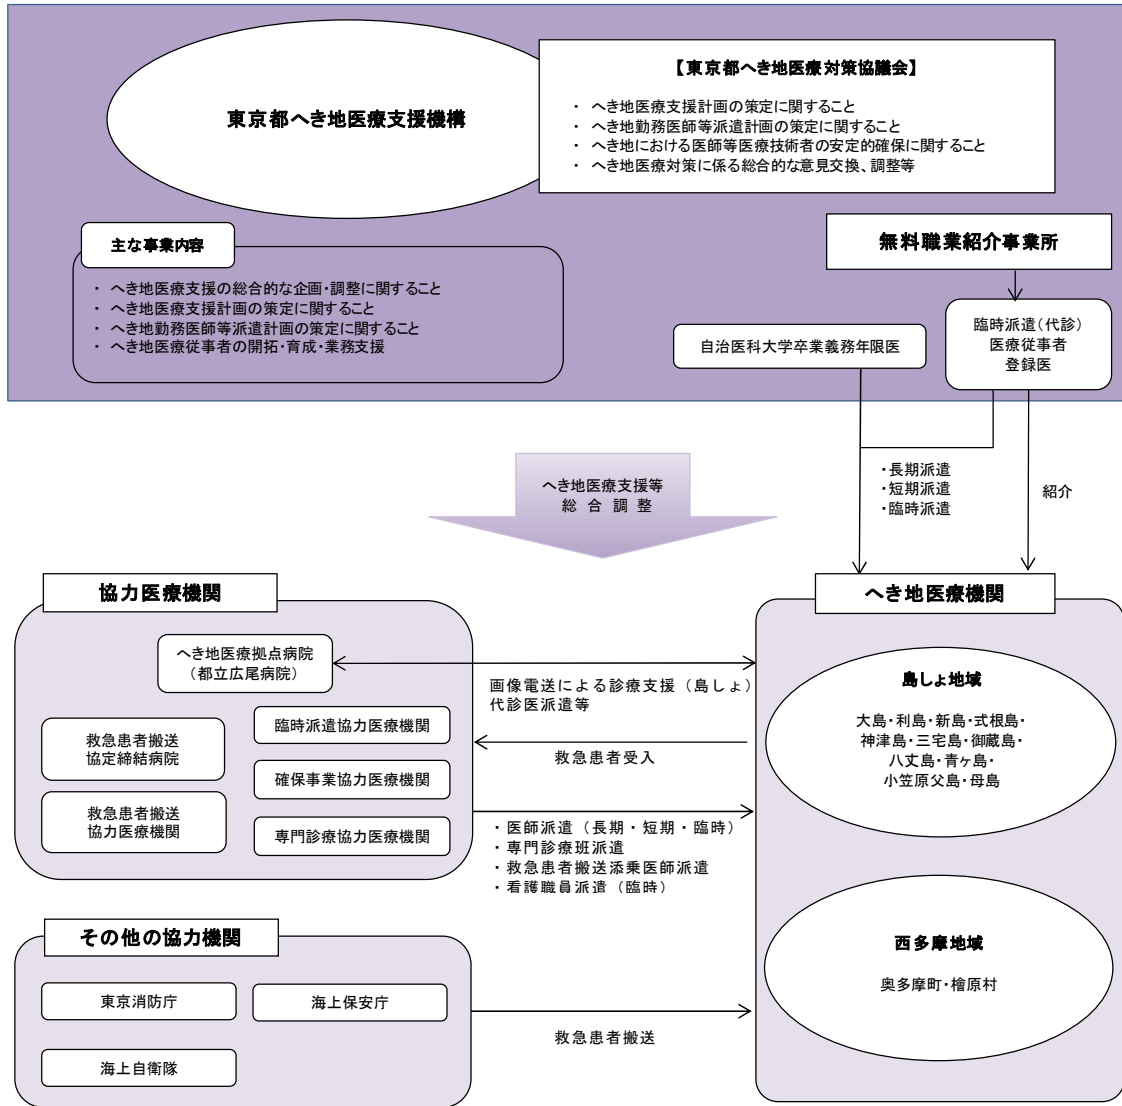 東京都へき地医療支援機構
【東京都へき地医療対策協議会】
・ へき地医療支援計画の策定に関すること
・ へき地勤務医師等派遣計画の策定に関すること
・ へき地における医師等医療技術者の安定的確保に関すること
・ へき地医療対策に係る総合的な意見交換、調整等
主な事業内容
・ へき地医療支援の総合的な企画・調整に関すること
・ へき地医療支援計画の策定に関すること
・ へき地勤務医師等派遣計画の策定に関すること
・ へき地医療従事者の開拓・育成・業務支援
無料職業紹介事業所
自治医科大学卒業義務年限医
臨時派遣(代診)
医療従事者
登録医
へき地医療支援等
総 合 調 整
・長期派遣
・短期派遣
・臨時派遣
紹介
協力医療機関
へき地医療拠点病院
(都立広尾病院)
救急患者搬送
協定締結病院
救急患者搬送
協力医療機関
臨時派遣協力医療機関
確保事業協力医療機関
専門診療協力医療機関
画像電送による診療支援(島しょ)
代診医派遣等
救急患者受入
・医師派遣(長期・短期・臨時)
・専門診療班派遣
・救急患者搬送添乗医師派遣
・看護職員派遣(臨時)
へき地医療機関
島しょ地域
大島・利島・新島・式根島・
神津島・三宅島・御蔵島・
八丈島・青ヶ島・
小笠原父島・母島
西多摩地域
奥多摩町・檜原村
その他の協力機関
東京消防庁
海上保安庁
海上自衛隊
救急患者搬送